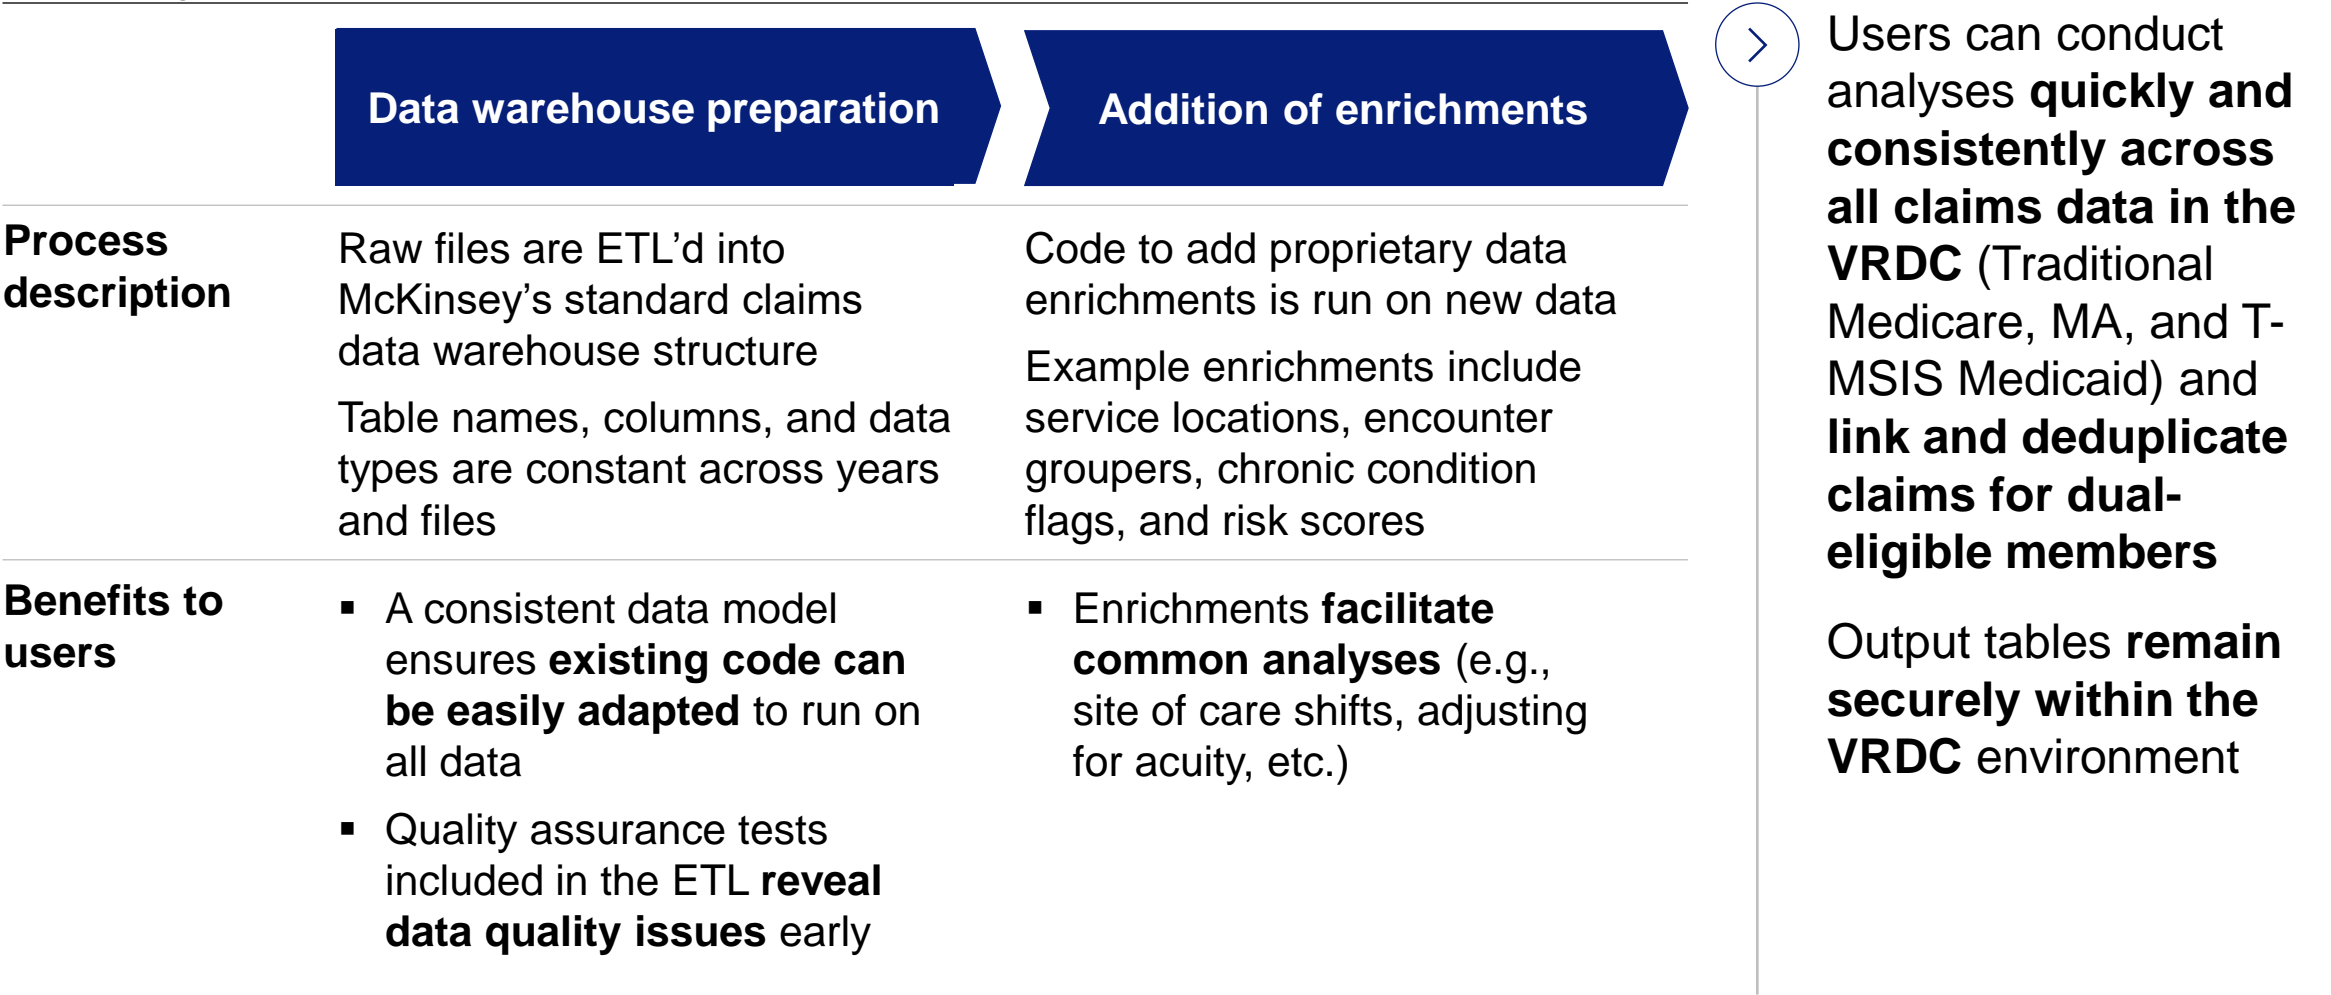 Data warehouse preparation
Addition of enrichments
Process
description
Raw files are ETL’d into
McKinsey’s standard claims
data warehouse structure
Table names, columns, and data
types are constant across years
and files
Code to add proprietary data
enrichments is run on new data
Example enrichments include
service locations, encounter
groupers, chronic condition
flags, and risk scores
Benefits to
users
▪ A consistent data model
ensures existing code can
be easily adapted to run on
all data
▪ Quality assurance tests
included in the ETL reveal
data quality issues early
▪ Enrichments facilitate
common analyses (e.g.,
site of care shifts, adjusting
for acuity, etc.)
Users can conduct
analyses quickly and
consistently across
all claims data in the
VRDC (Traditional
Medicare, MA, and T-
MSIS Medicaid) and
link and deduplicate
claims for dual-
eligible members
Output tables remain
securely within the
VRDC environment